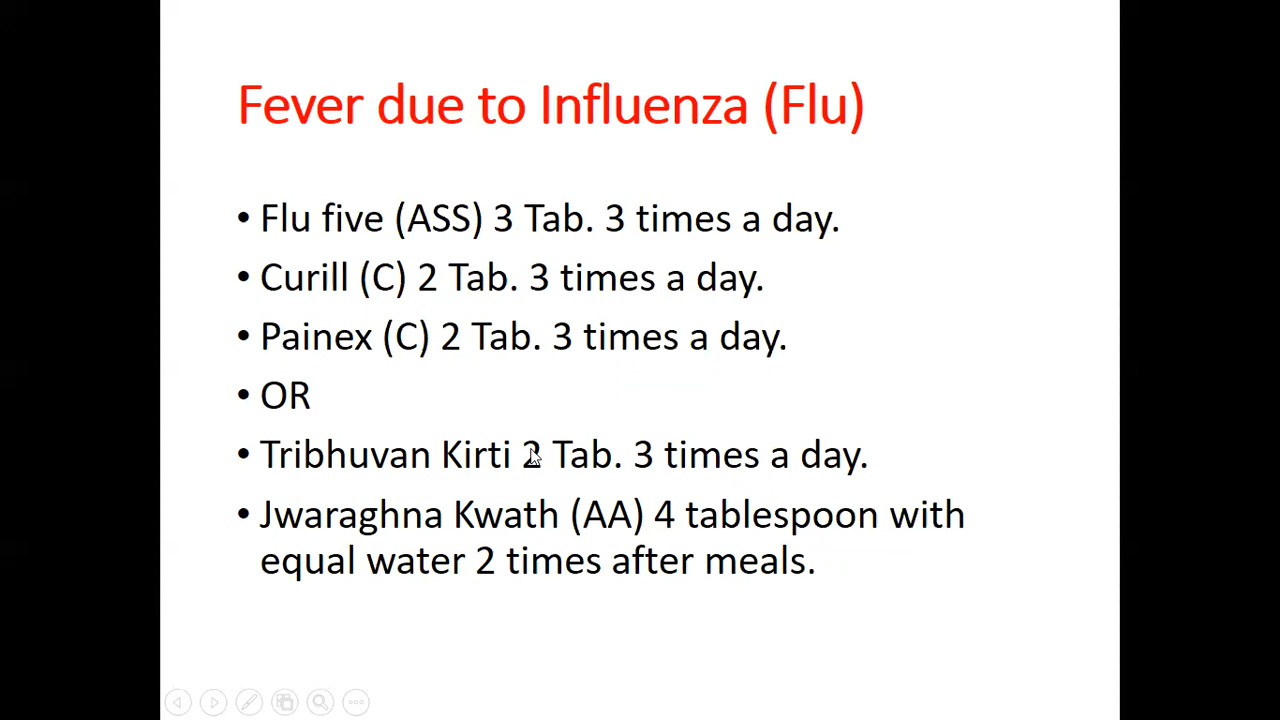 Fever due to Influenza (Flu)
• Flu five (ASS) 3 Tab. 3 times a day.
• Curill (C) 2 Tab. 3 times a day.
• Painex (C) 2 Tab. 3 times a day.
• OR
• Tribhuvan Kirti 2 Tab. 3 times a day.
• Jwaraghna Kwath (AA) 4 tablespoon with
equal water 2 times after meals.